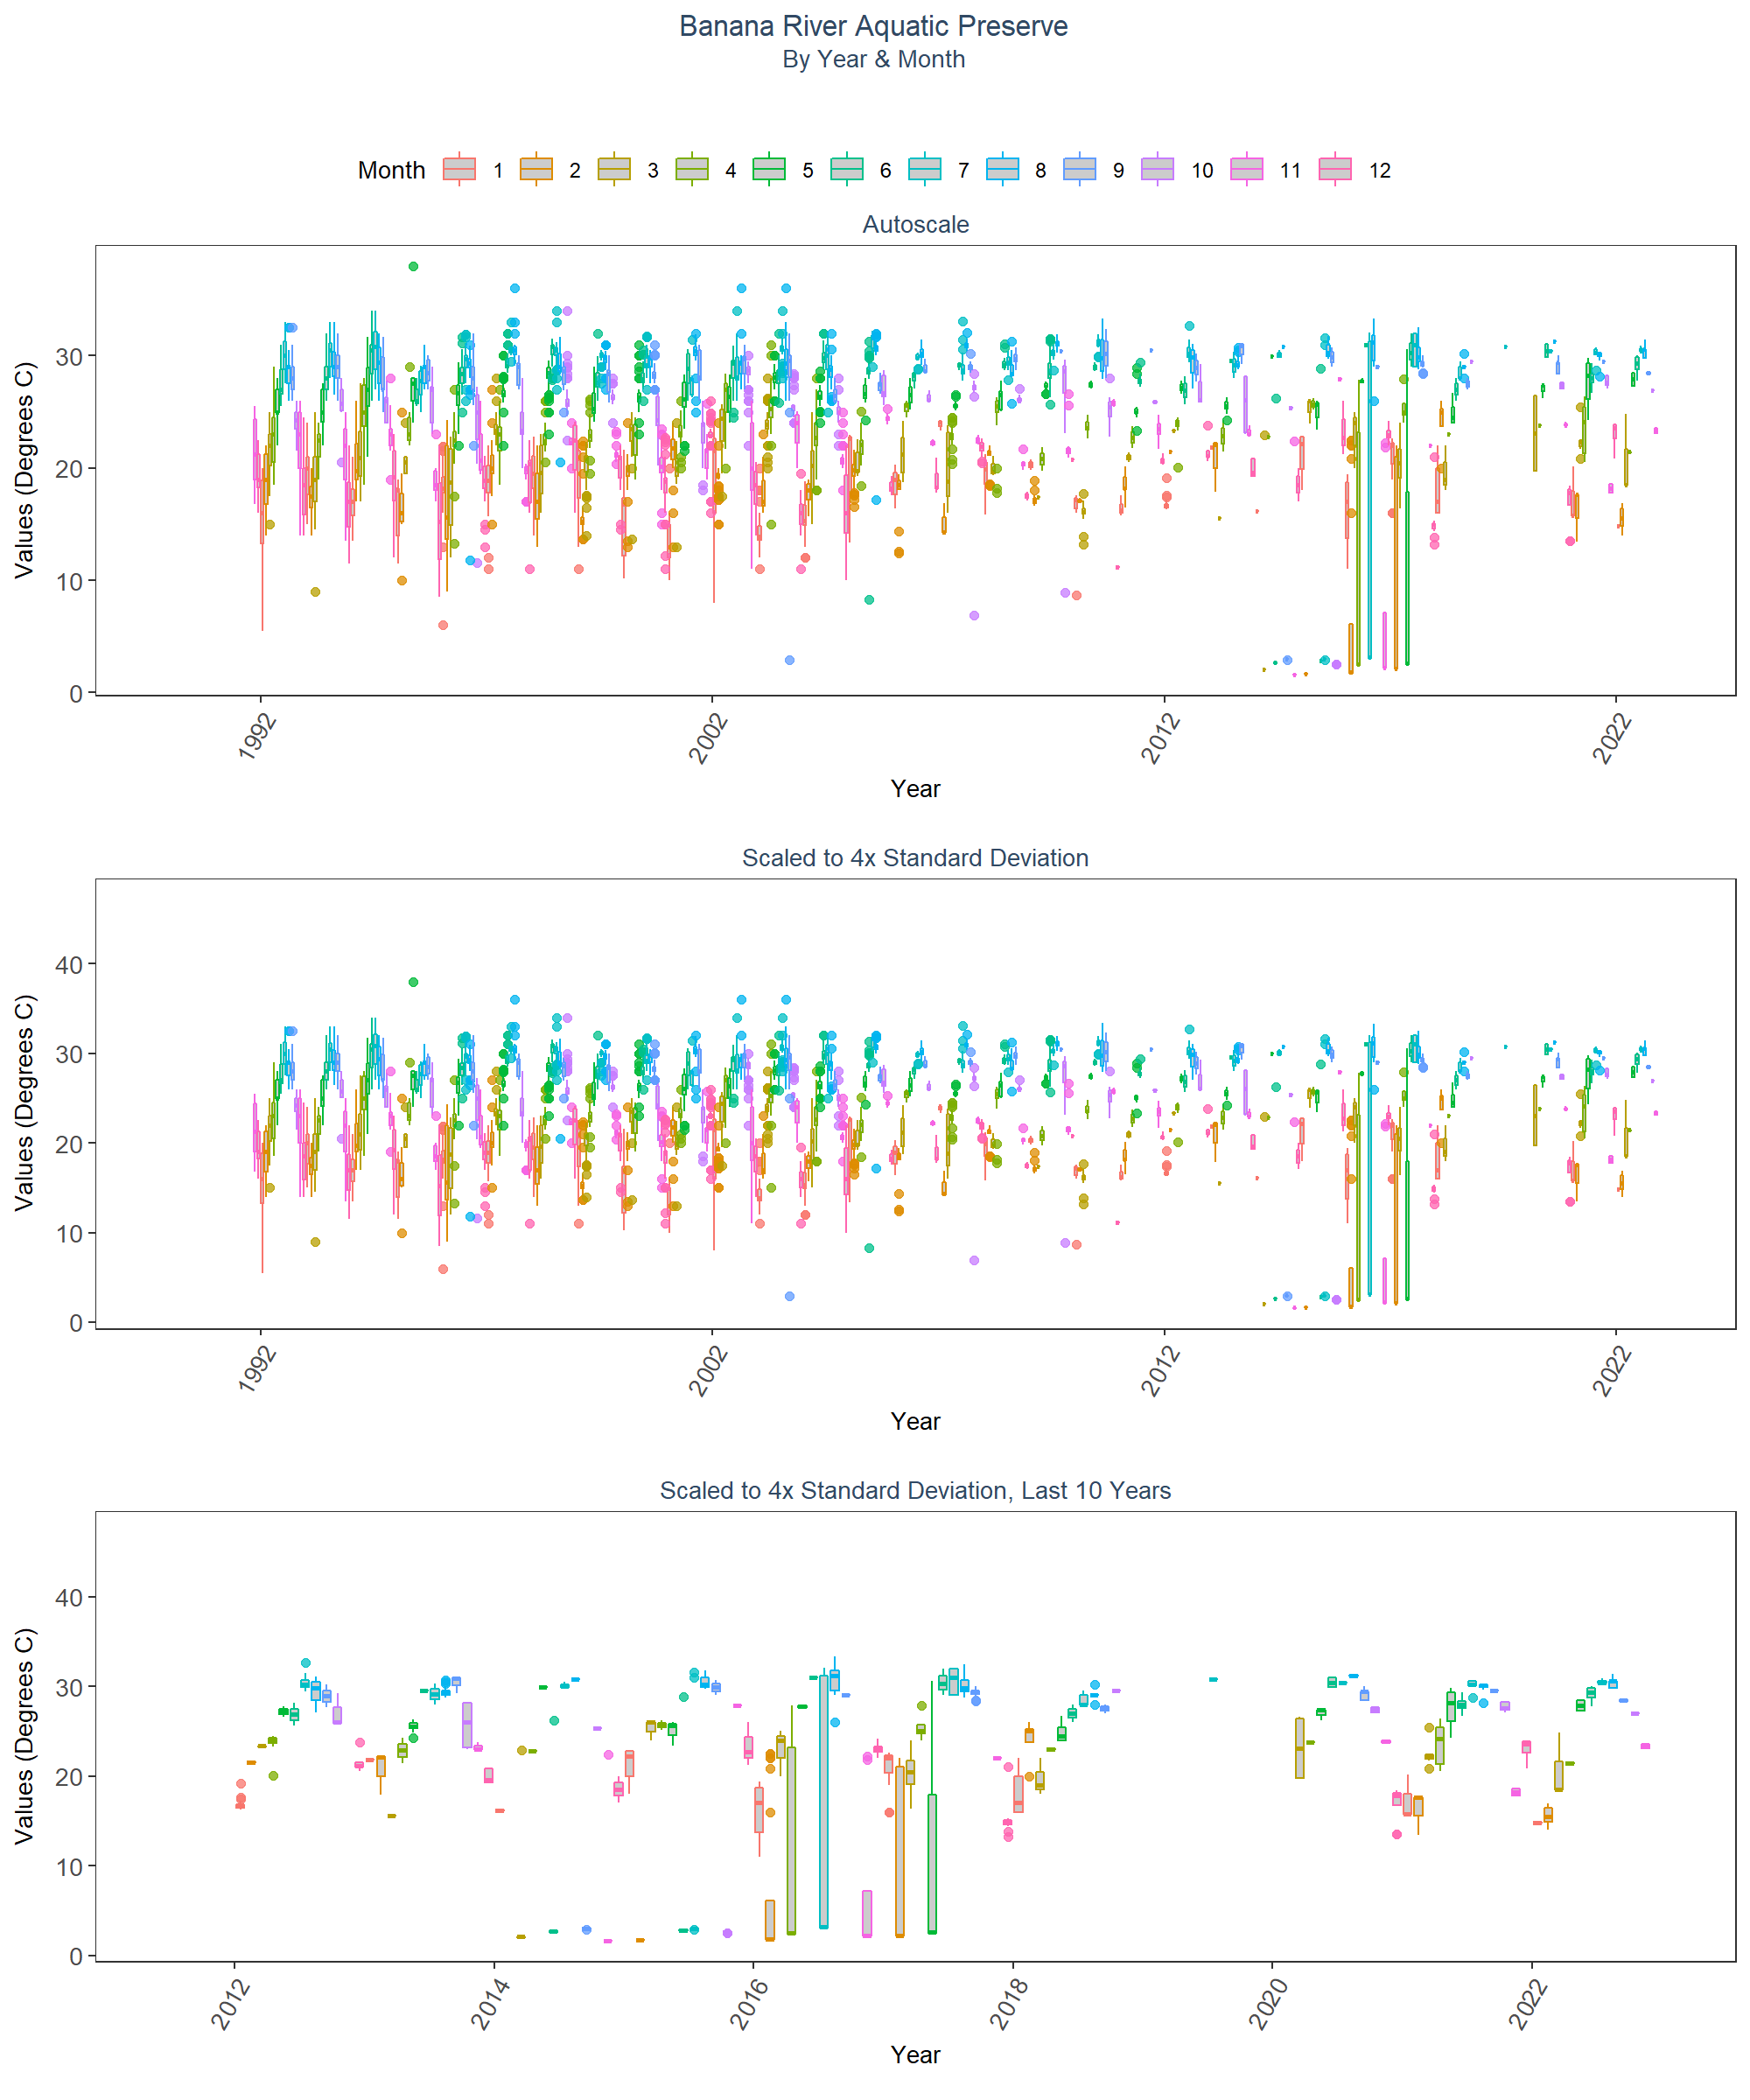 Banana River Aquatic Preserve
By Year & Month
Month 1 2 3 4 5 6 7 8 9 10 11 12
Autoscale
Values (Degrees C)
30
20
10
0
1992 2002 2012 2022
Year
Scaled to 4x Standard Deviation
Values (Degrees C)
40
30
20
10
0
1992 2002 2012 2022
Year
Scaled to 4x Standard Deviation, Last 10 Years
Values (Degrees C)
40
30
20
10
0
2012 2014 2016 2018 2020 2022
Year